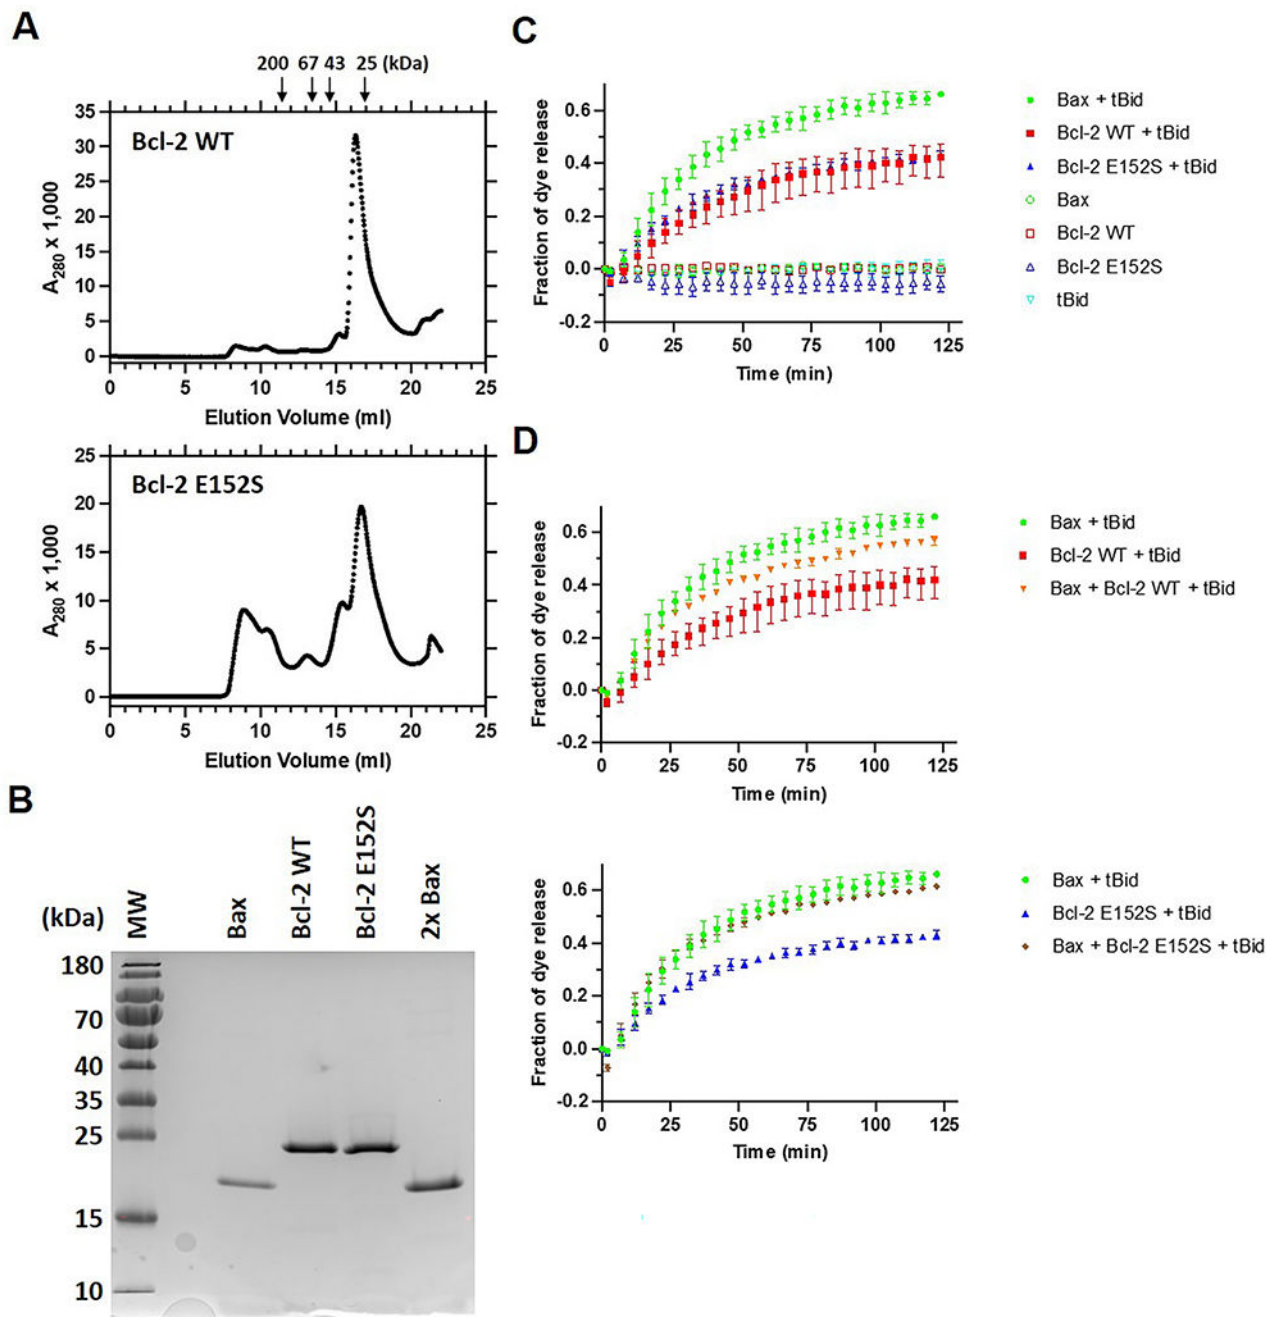 A
200 67 43 25 (kDa)
Bcl-2 WT
35
30
25
20
15
10
5
0
A280 x 1,000
0 5 10 15 20 25
Elution Volume (ml)
Bcl-2 E152S
25
20
15
10
5
0
A280 x 1,000
0 5 10 15 20 25
Elution Volume (ml)
B
(kDa)
MW
Bax
Bcl-2 WT
Bcl-2 E152S
2x Bax
180
70
40
35
25
15
10
C
Fraction of dye release
0.6
0.4
0.2
0.0
-0.2
0 25 50 75 100 125
Time (min)
Bax + tBid
Bcl-2 WT + tBid
Bcl-2 E152S + tBid
Bax
Bcl-2 WT
Bcl-2 E152S
tBid
D
Fraction of dye release
0.6
0.4
0.2
0.0
-0.2
0 25 50 75 100 125
Time (min)
Bax + tBid
Bcl-2 WT + tBid
Bax + Bcl-2 WT + tBid
Fraction of dye release
0.6
0.4
0.2
0.0
-0.2
0 25 50 75 100 125
Time (min)
Bax + tBid
Bcl-2 E152S + tBid
Bax + Bcl-2 E152S + tBid